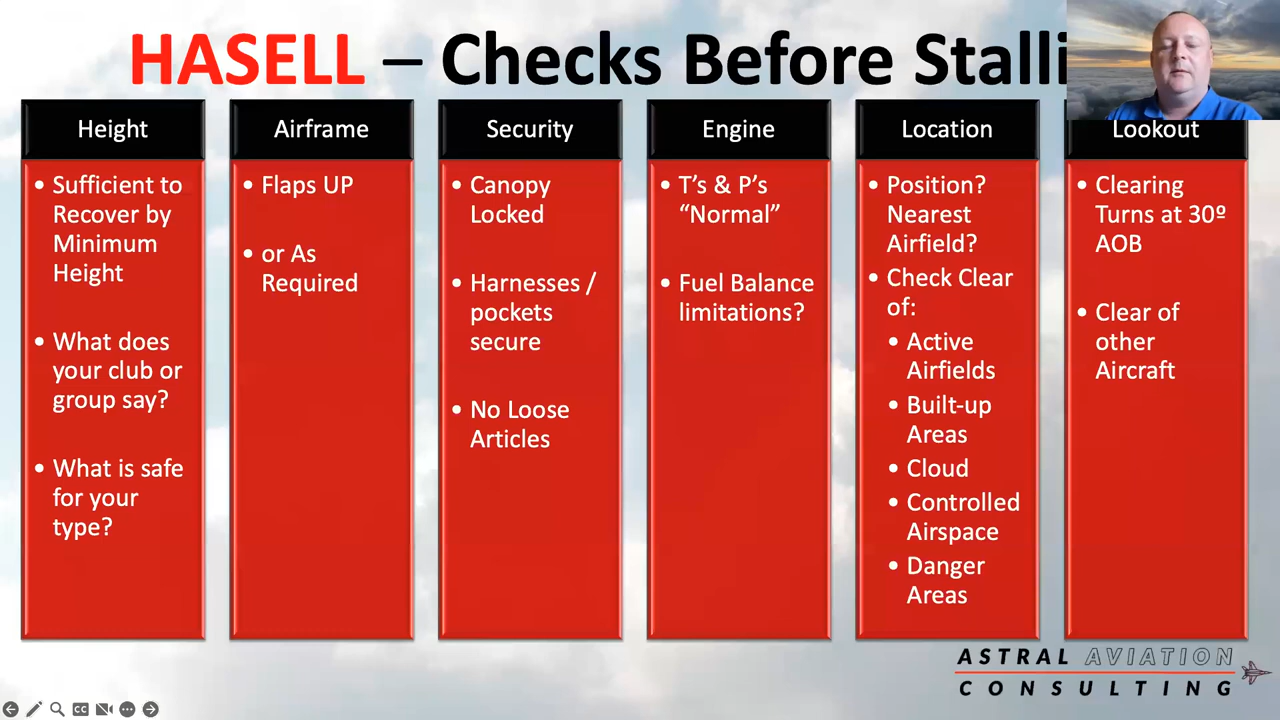 HASELL – Checks Before Stalli
Height
• Sufficient to
Recover by
Minimum
Height
• What does
your club or
group say?
• What is safe
for your
type?
Airframe
• Flaps UP
• or As
Required
Security
• Canopy
Locked
• Harnesses /
pockets
secure
• No Loose
Articles
Engine
• T’s & P’s
“Normal”
• Fuel Balance
limitations?
Location
• Position?
Nearest
Airfield?
• Check Clear
of:
• Active
Airfields
• Built-up
Areas
• Cloud
• Controlled
Airspace
• Danger
Areas
Lookout
• Clearing
Turns at 30º
AOB
• Clear of
other
Aircraft
ASTRAL AVIATION
CONSULTING
CC